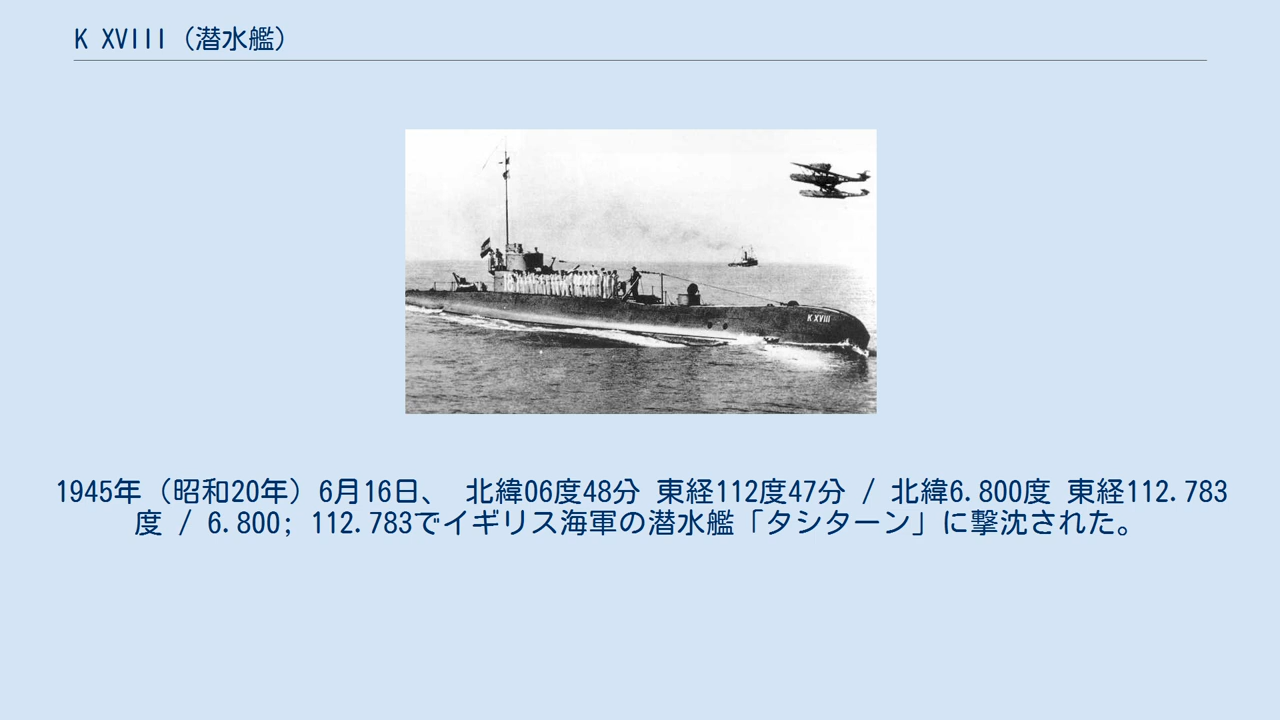 K XVIII（潜水艦）
K XVIII
1945年（昭和20年）6月16日、 北緯06度48分 東経112度47分 / 北緯6.800度 東経112.783
度 / 6.800; 112.783でイギリス海軍の潜水艦「タシターン」に撃沈された。